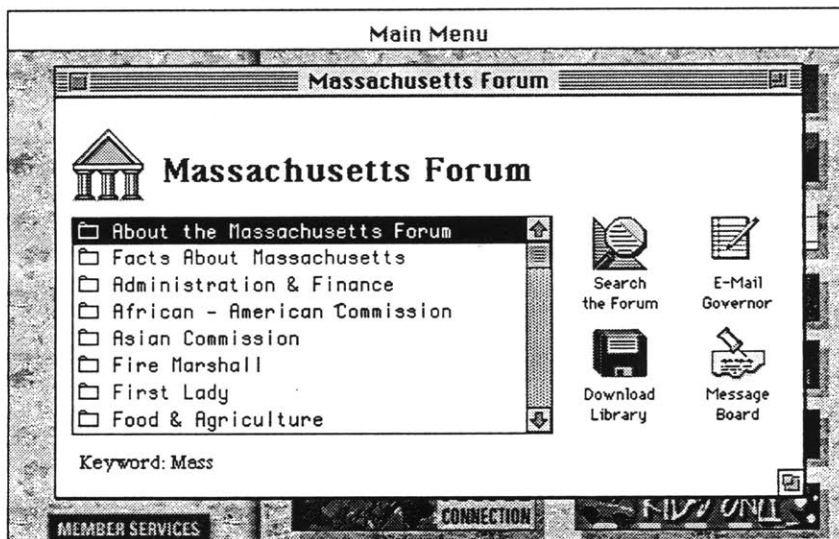 Main Menu
Massachusetts Forum
Massachusetts Forum
About the Massachusetts Forum
Facts About Massachusetts
Administration & Finance
African - American Commission
Asian Commission
Fire Marshall
First Lady
Food & Agriculture
Search
the Forum
E-Mail
Governor
Download
Library
Message
Board
Keyword: Mass
MEMBER SERVICES
CONNECTION